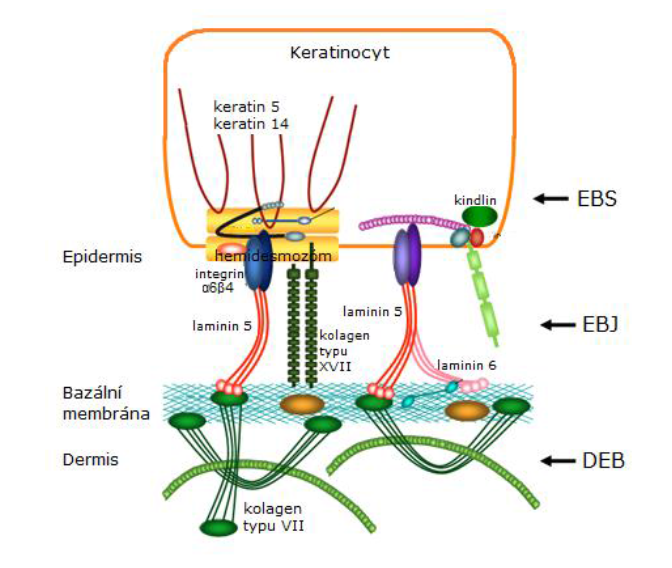 Keratinocyt
keratin 5
keratin 14
kindlin
EBS
Epidermis
hemidesmozóm
integrin
α6β4
EBJ
laminin 5
laminin 5
kolagen
typu
XVII
laminin 6
Bazální
membrána
Dermis
DEB
kolagen
typu VII